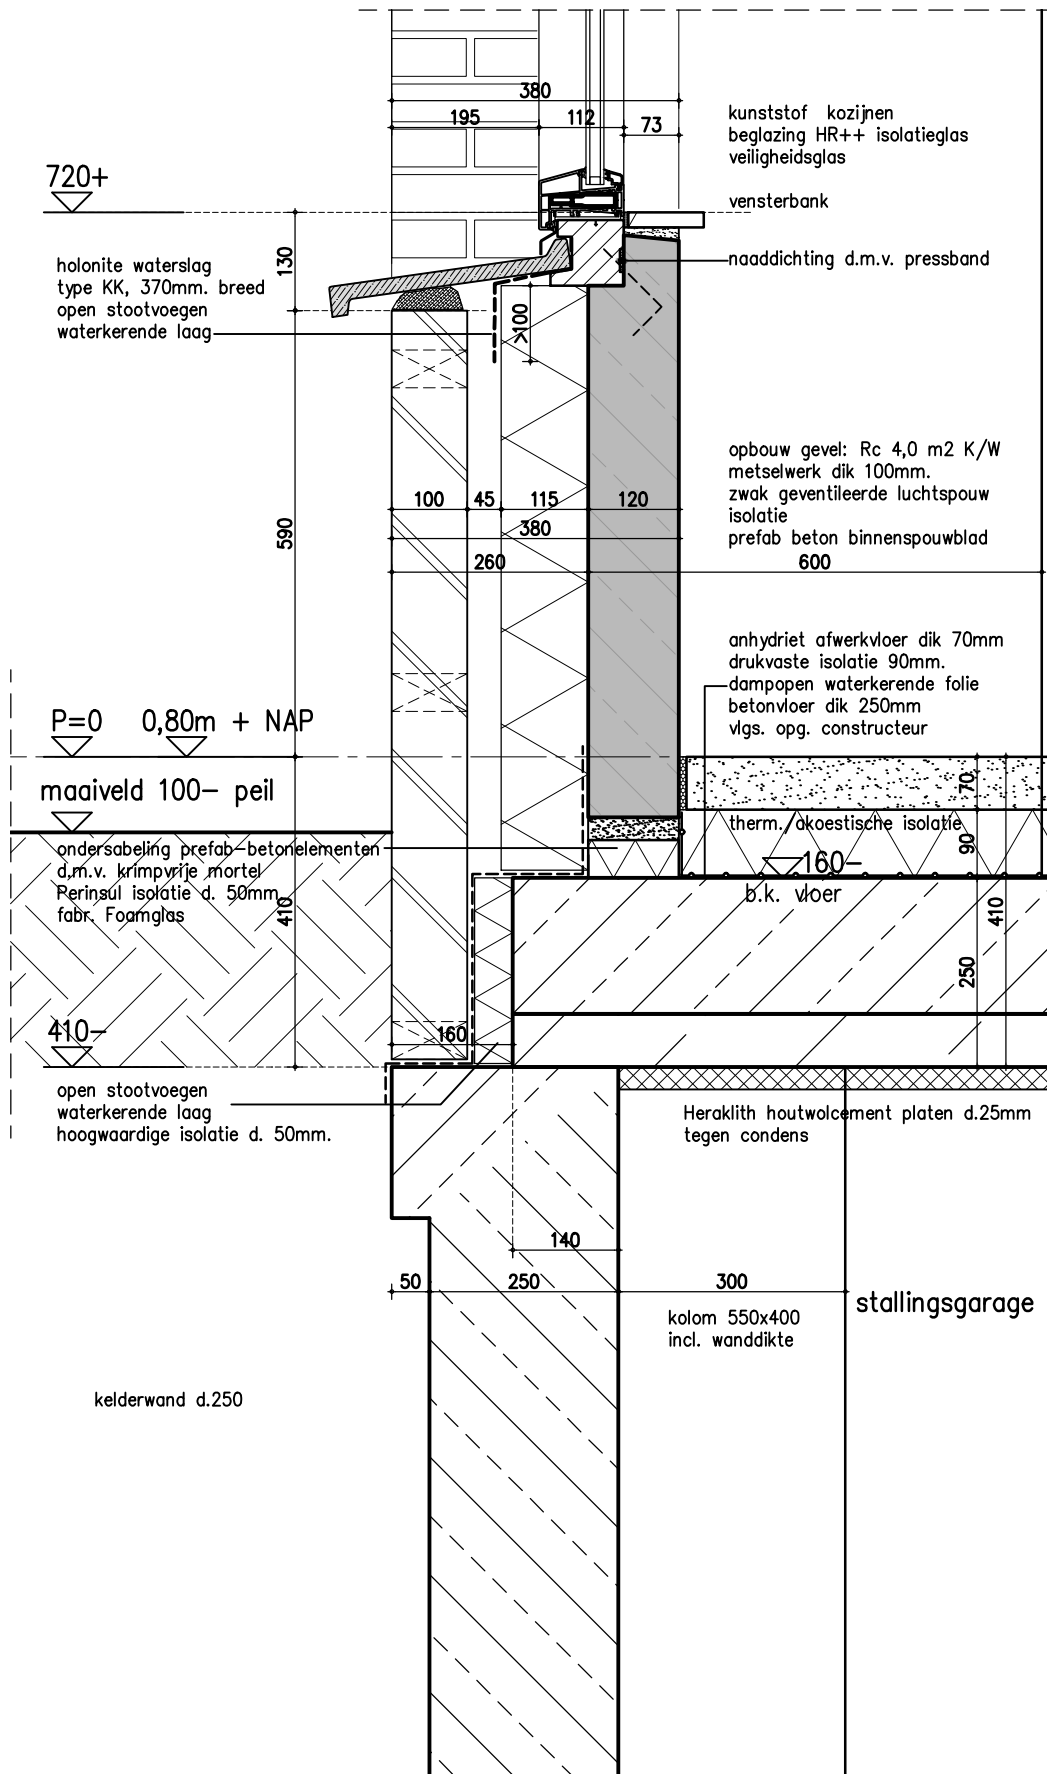 380
195
112
73
kunststof kozijnen
beglazing HR++ isolatieglas
veiligheidsglas
vensterbank
720+
130
holonite waterslag
type KK, 370mm. breed
open stootvoegen
waterkerende laag
>100
naaddichting d.m.v. pressband
opbouw gevel: Rc 4,0 m2 K/W
metselwerk dik 100mm.
zwak geventileerde luchtspouw
isolatie
prefab beton binnenspouwblad
100
45
115
120
380
260
600
590
anhydriet afwerkvloer dik 70mm
drukvaste isolatie 90mm.
dampopen waterkerende folie
betonvloer dik 250mm
vlgs. opg. constructeur
P=0 0,80m + NAP
maaiveld 100- peil
70
therm./akoestische isolatie
90
ondersabeling prefab-betonelementen
d.m.v. krimpvrije mortel
Perinsul isolatie d. 50mm
fabr. Foamglas
410
160-
b.k. vloer
410
250
160
410-
open stootvoegen
waterkerende laag
hoogwaardige isolatie d. 50mm.
Heraklith houtwolcement platen d.25mm
tegen condens
140
50
250
300
stallingsgarage
kolom 550x400
incl. wanddikte
kelderwand d.250